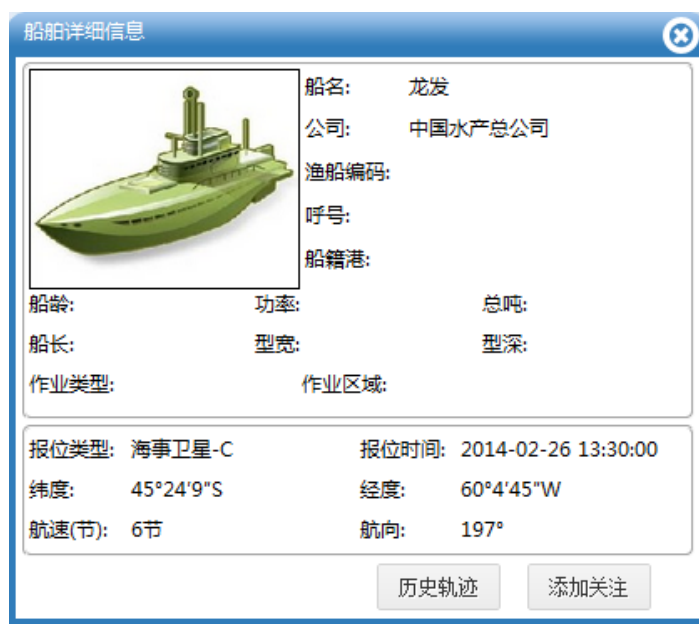 船舶详细信息
船名: 龙发
公司: 中国水产总公司
渔船编码:
呼号:
船籍港:
船龄: 功率: 总吨:
船长: 型宽: 型深:
作业类型: 作业区域:
报位类型: 海事卫星-C 报位时间: 2014-02-26 13:30:00
纬度: 45°24'9"S 经度: 60°4'45"W
航速(节): 6节 航向: 197°
历史轨迹 添加关注